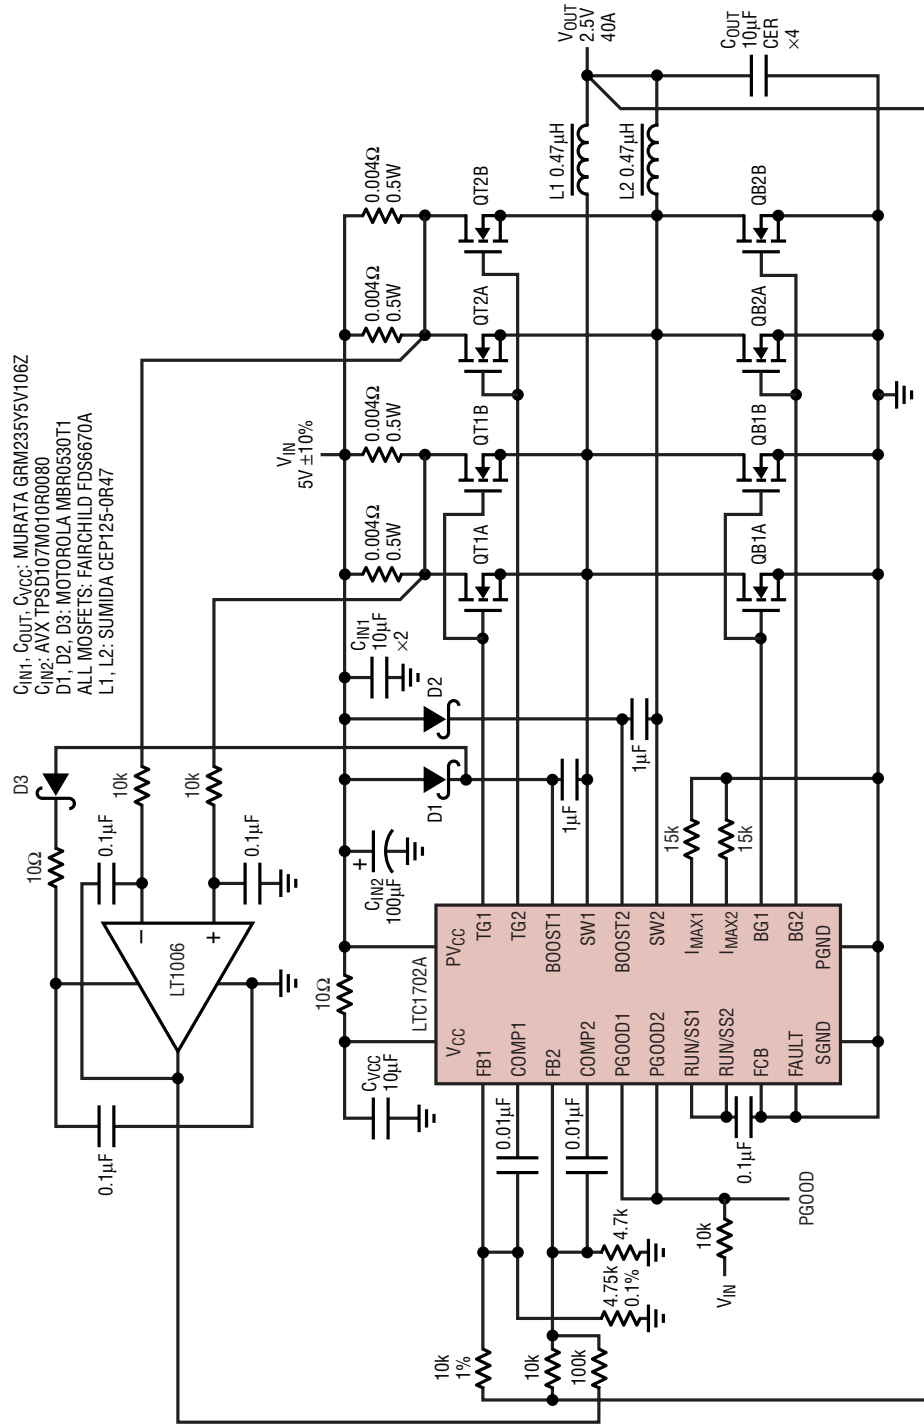 C_IN1, C_OUT, C_VCC: MURATA GRM235Y5V106Z
C_IN2: AVX TPSD107M010R0080
D1, D2, D3: MOTOROLA MBR0530T1
ALL MOSFETS: FAIRCHILD FDS6670A
L1, L2: SUMIDA CEP125-0R47
D3
10Ω
0.1µF
10k
10k
0.1µF
–
+
LT1006
0.1µF
V_IN
5V ±10%
0.004Ω
0.5W
0.004Ω
0.5W
0.004Ω
0.5W
0.004Ω
0.5W
C_VCC
10µF
10Ω
+
C_IN2
100µF
D1
D2
C_IN1
10µF
×2
QT1A
QT1B
QT2A
QT2B
1µF
1µF
L1 0.47µH
L2 0.47µH
V_OUT
2.5V
40A
C_OUT
10µF
CER
×4
QB1A
QB1B
QB2A
QB2B
LTC1702A
V_CC
PV_CC
FB1
COMP1
FB2
COMP2
PGOOD1
PGOOD2
RUN/SS1
RUN/SS2
FCB
FAULT
SGND
TG1
TG2
BOOST1
SW1
BOOST2
SW2
I_MAX1
I_MAX2
BG1
BG2
PGND
15k
15k
0.01µF
0.01µF
0.1µF
10k
1%
10k
100k
4.75k
0.1%
4.7k
V_IN
10k
PGOOD